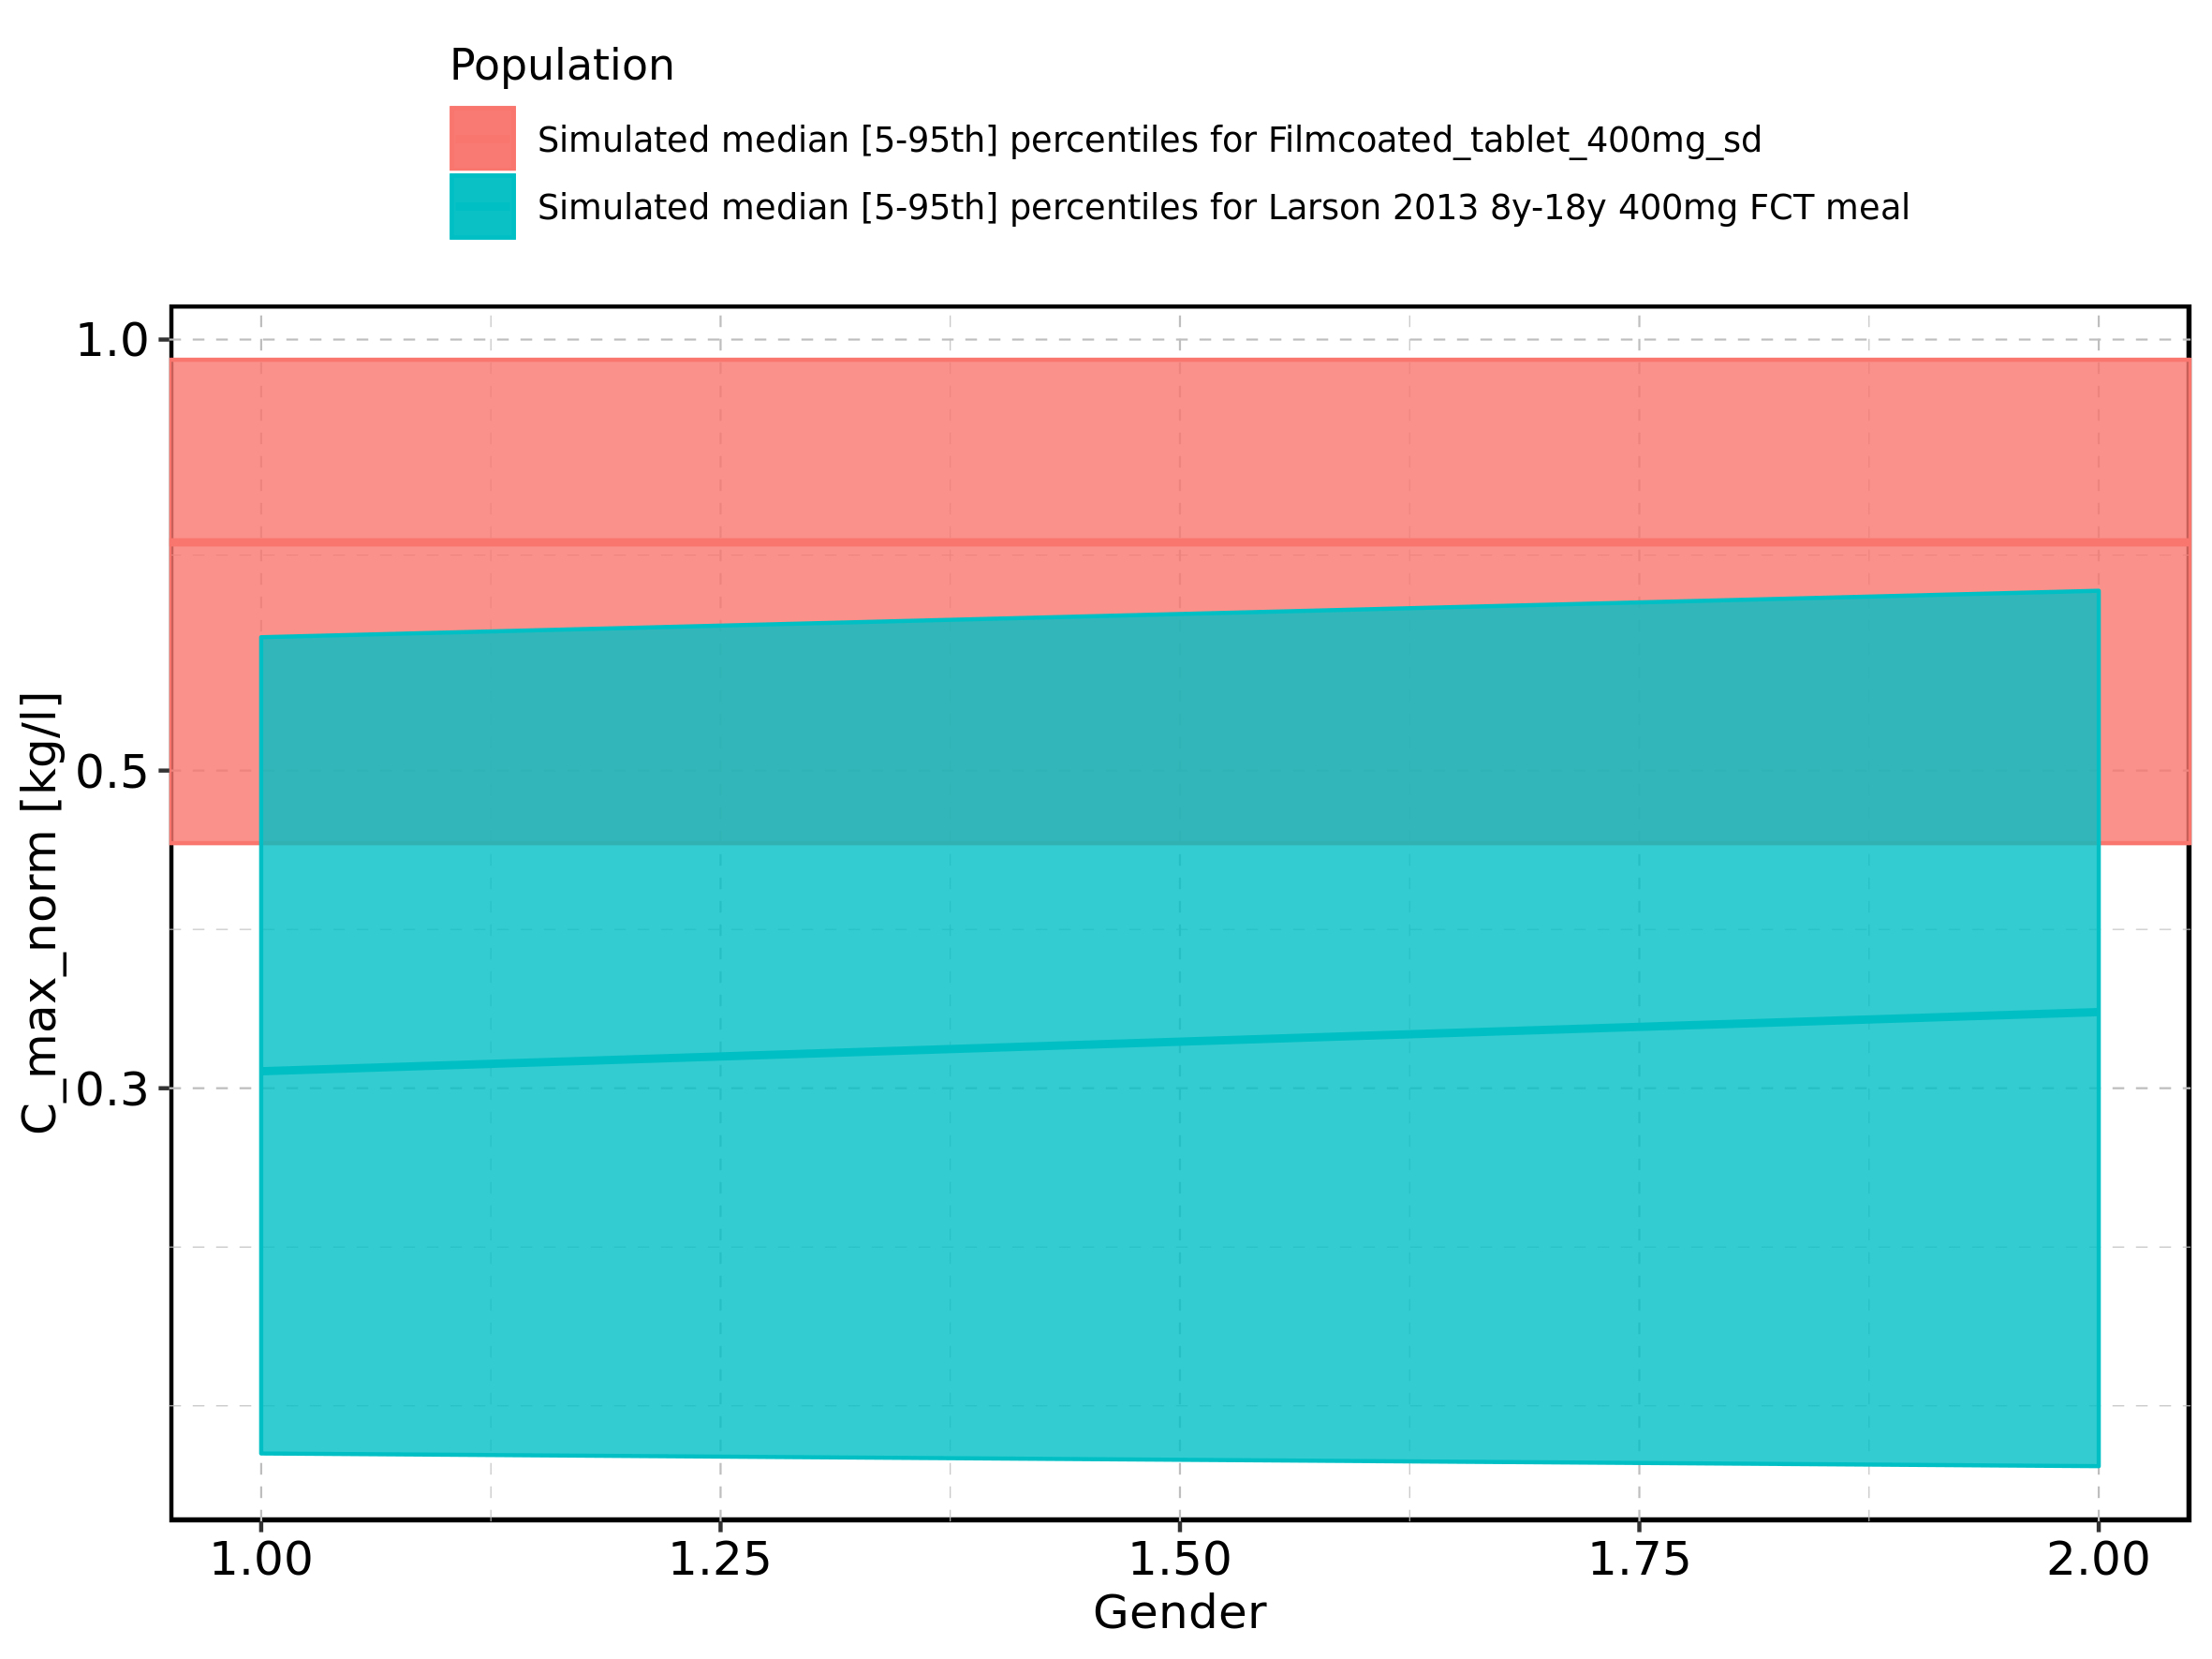 Population
Simulated median [5-95th] percentiles for Filmcoated_tablet_400mg_sd
Simulated median [5-95th] percentiles for Larson 2013 8y-18y 400mg FCT meal
1.0
0.5
0.3
C_max_norm [kg/l]
1.00 1.25 1.50 1.75 2.00
Gender